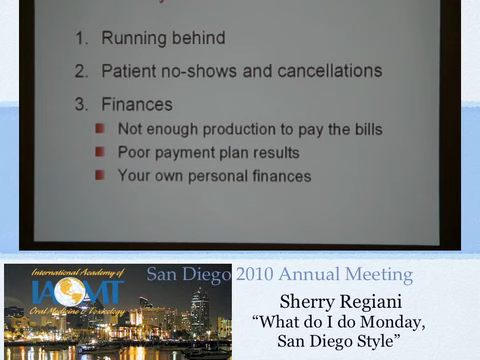 1. Running behind
2. Patient no-shows and cancellations
3. Finances
Not enough production to pay the bills
Poor payment plan results
Your own personal finances
San Diego 2010 Annual Meeting
International Academy of
IAOMT
Oral Medicine & Toxicology
Sherry Regiani
“What do I do Monday,
San Diego Style”